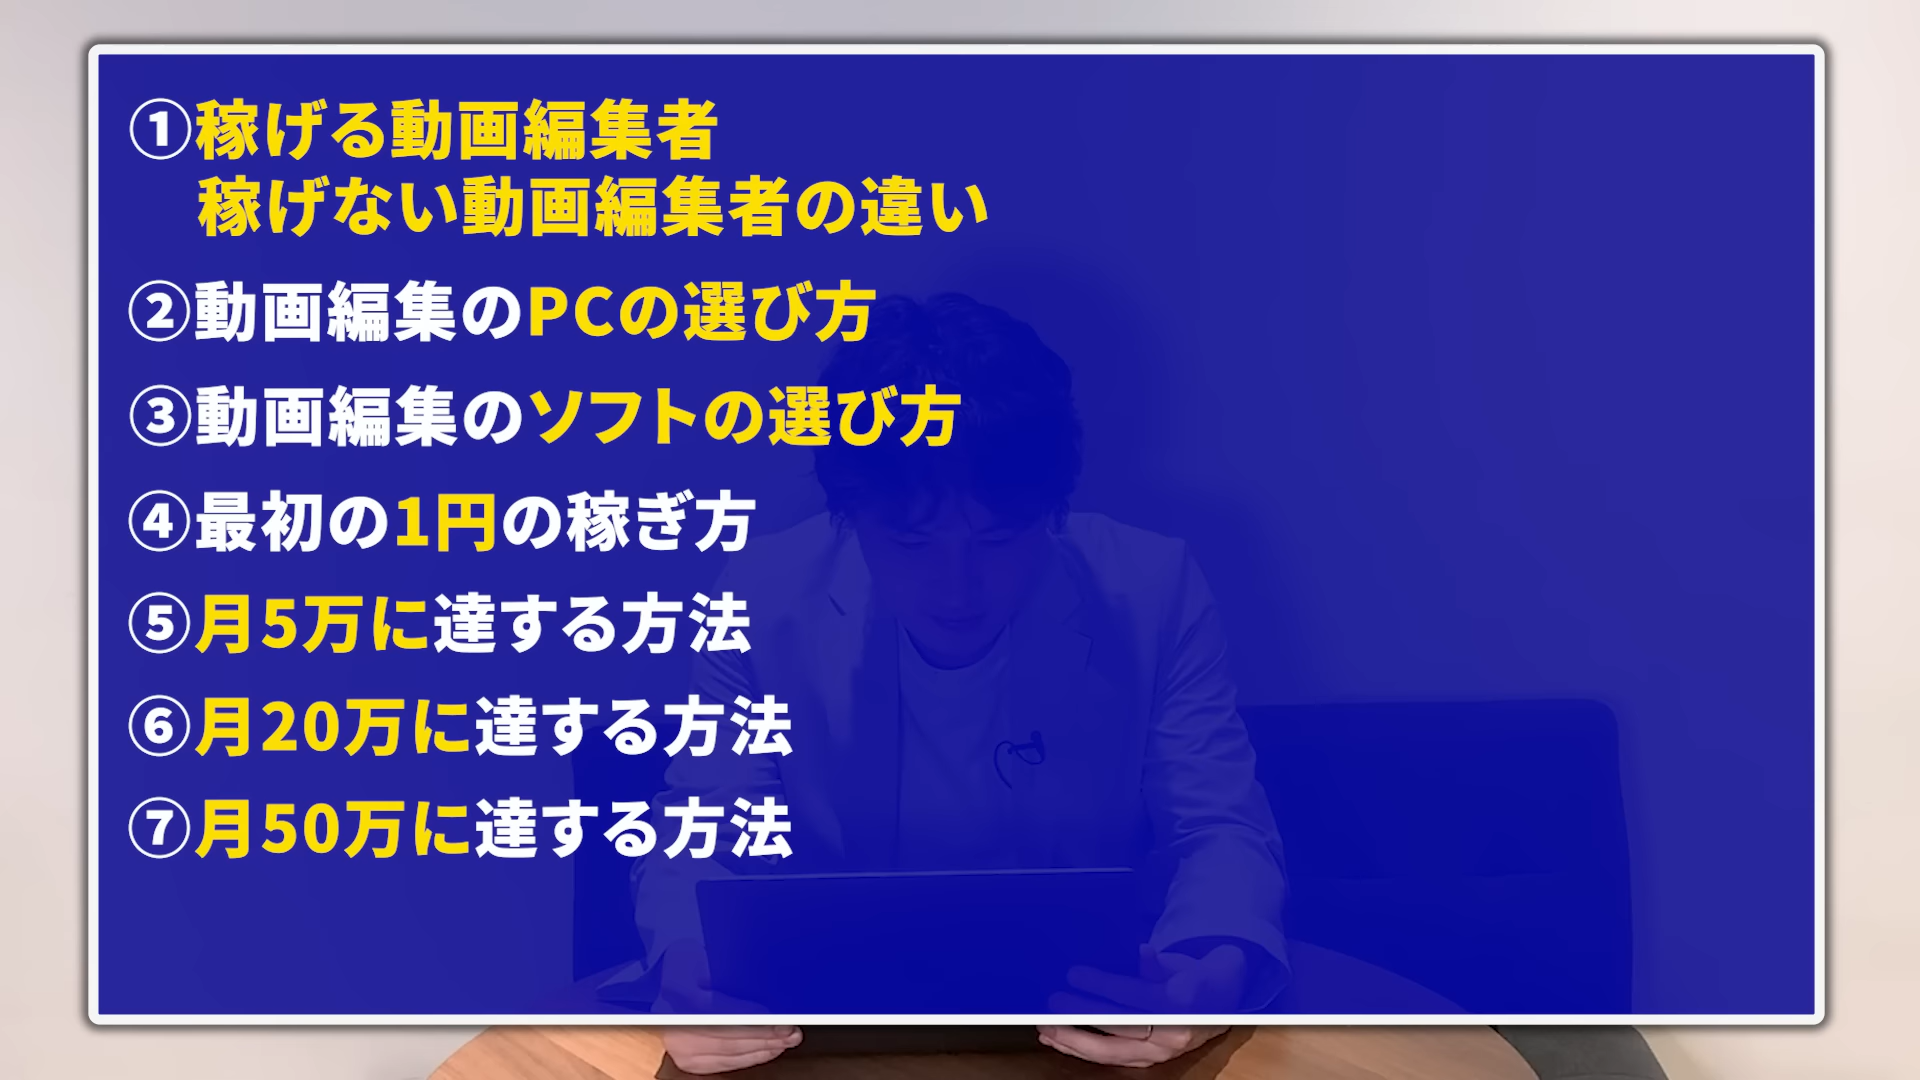 ①稼げる動画編集者
稼げない動画編集者の違い
②動画編集のPCの選び方
③動画編集のソフトの選び方
④最初の1円の稼ぎ方
⑤月5万に達する方法
⑥月20万に達する方法
⑦月50万に達する方法